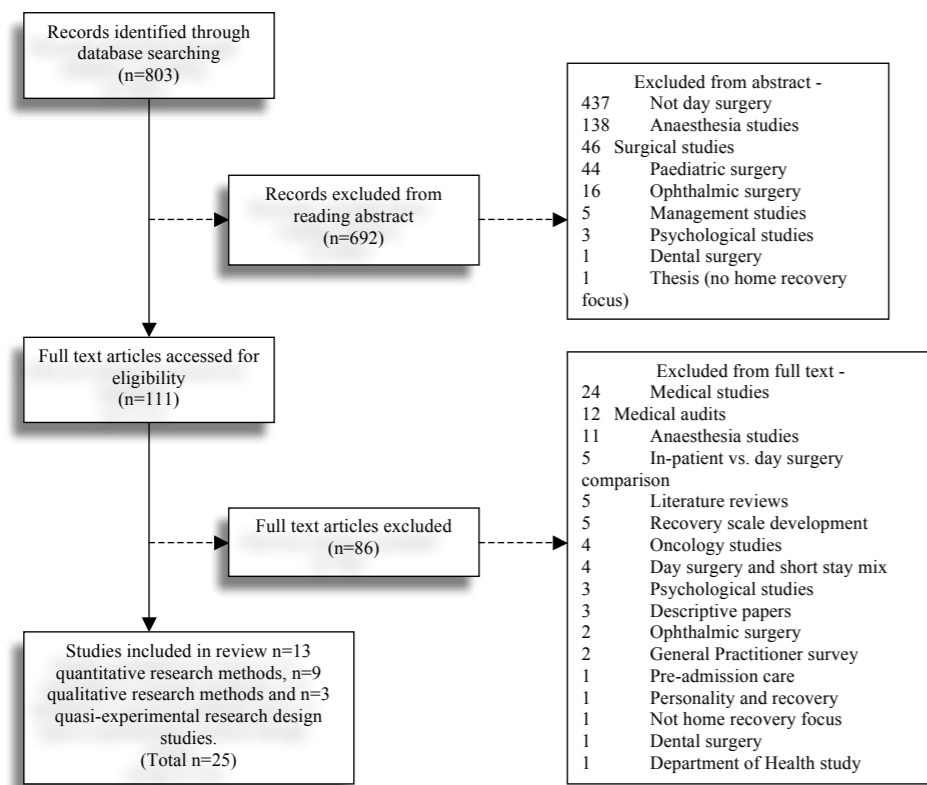 Records identified through
database searching
(n=803)
Excluded from abstract -
437 Not day surgery
138 Anaesthesia studies
46 Surgical studies
44 Paediatric surgery
16 Ophthalmic surgery
5 Management studies
3 Psychological studies
1 Dental surgery
1 Thesis (no home recovery
focus)
Records excluded from
reading abstract
(n=692)
Full text articles accessed for
eligibility
(n=111)
Excluded from full text -
24 Medical studies
12 Medical audits
11 Anaesthesia studies
5 In-patient vs. day surgery
comparison
5 Literature reviews
5 Recovery scale development
4 Oncology studies
4 Day surgery and short stay mix
3 Psychological studies
3 Descriptive papers
2 Ophthalmic surgery
2 General Practitioner survey
1 Pre-admission care
1 Personality and recovery
1 Not home recovery focus
1 Dental surgery
1 Department of Health study
Full text articles excluded
(n=86)
Studies included in review n=13
quantitative research methods, n=9
qualitative research methods and n=3
quasi-experimental research design
studies.
(Total n=25)